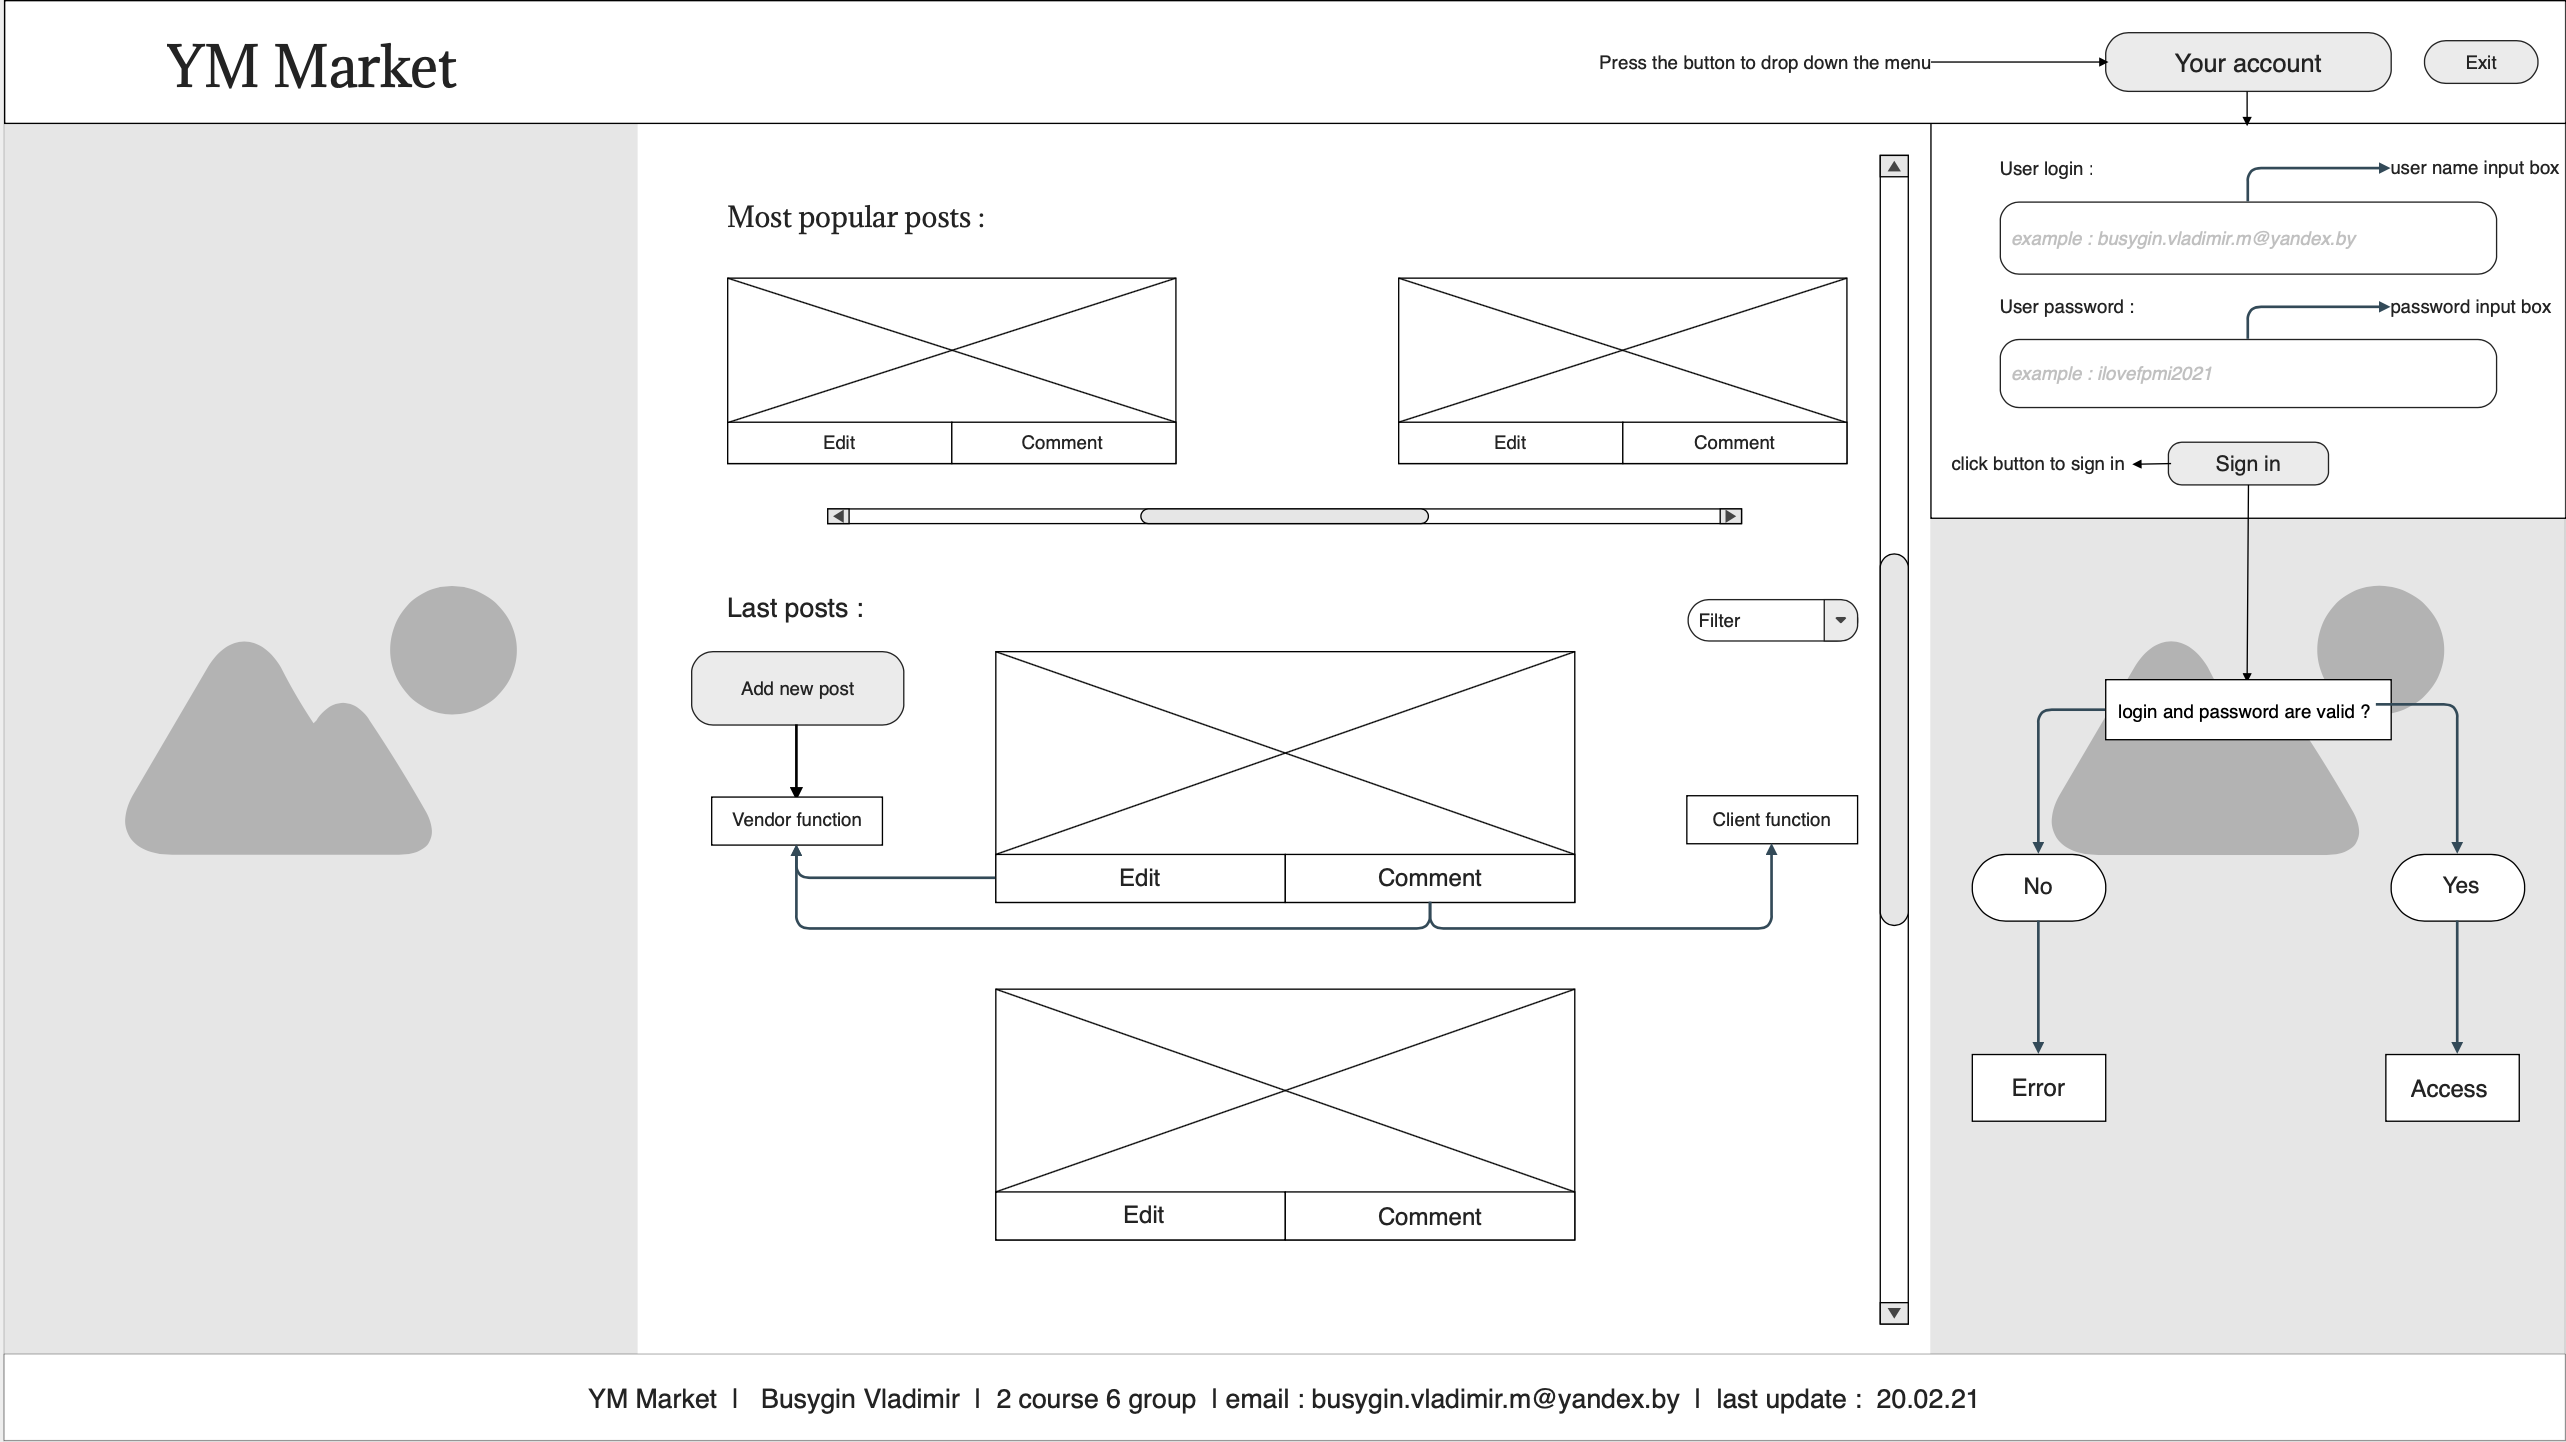 YM Market
Press the button to drop down the menu
Your account
Exit
User login :
user name input box
example : busygin.vladimir.m@yandex.by
User password :
password input box
example : ilovefpmi2021
click button to sign in
Sign in
Most popular posts :
Edit
Comment
Edit
Comment
Last posts :
Filter
Add new post
Vendor function
Client function
Edit
Comment
Edit
Comment
login and password are valid ?
No
Yes
Error
Access
YM Market | Busygin Vladimir | 2 course 6 group | email : busygin.vladimir.m@yandex.by | last update : 20.02.21